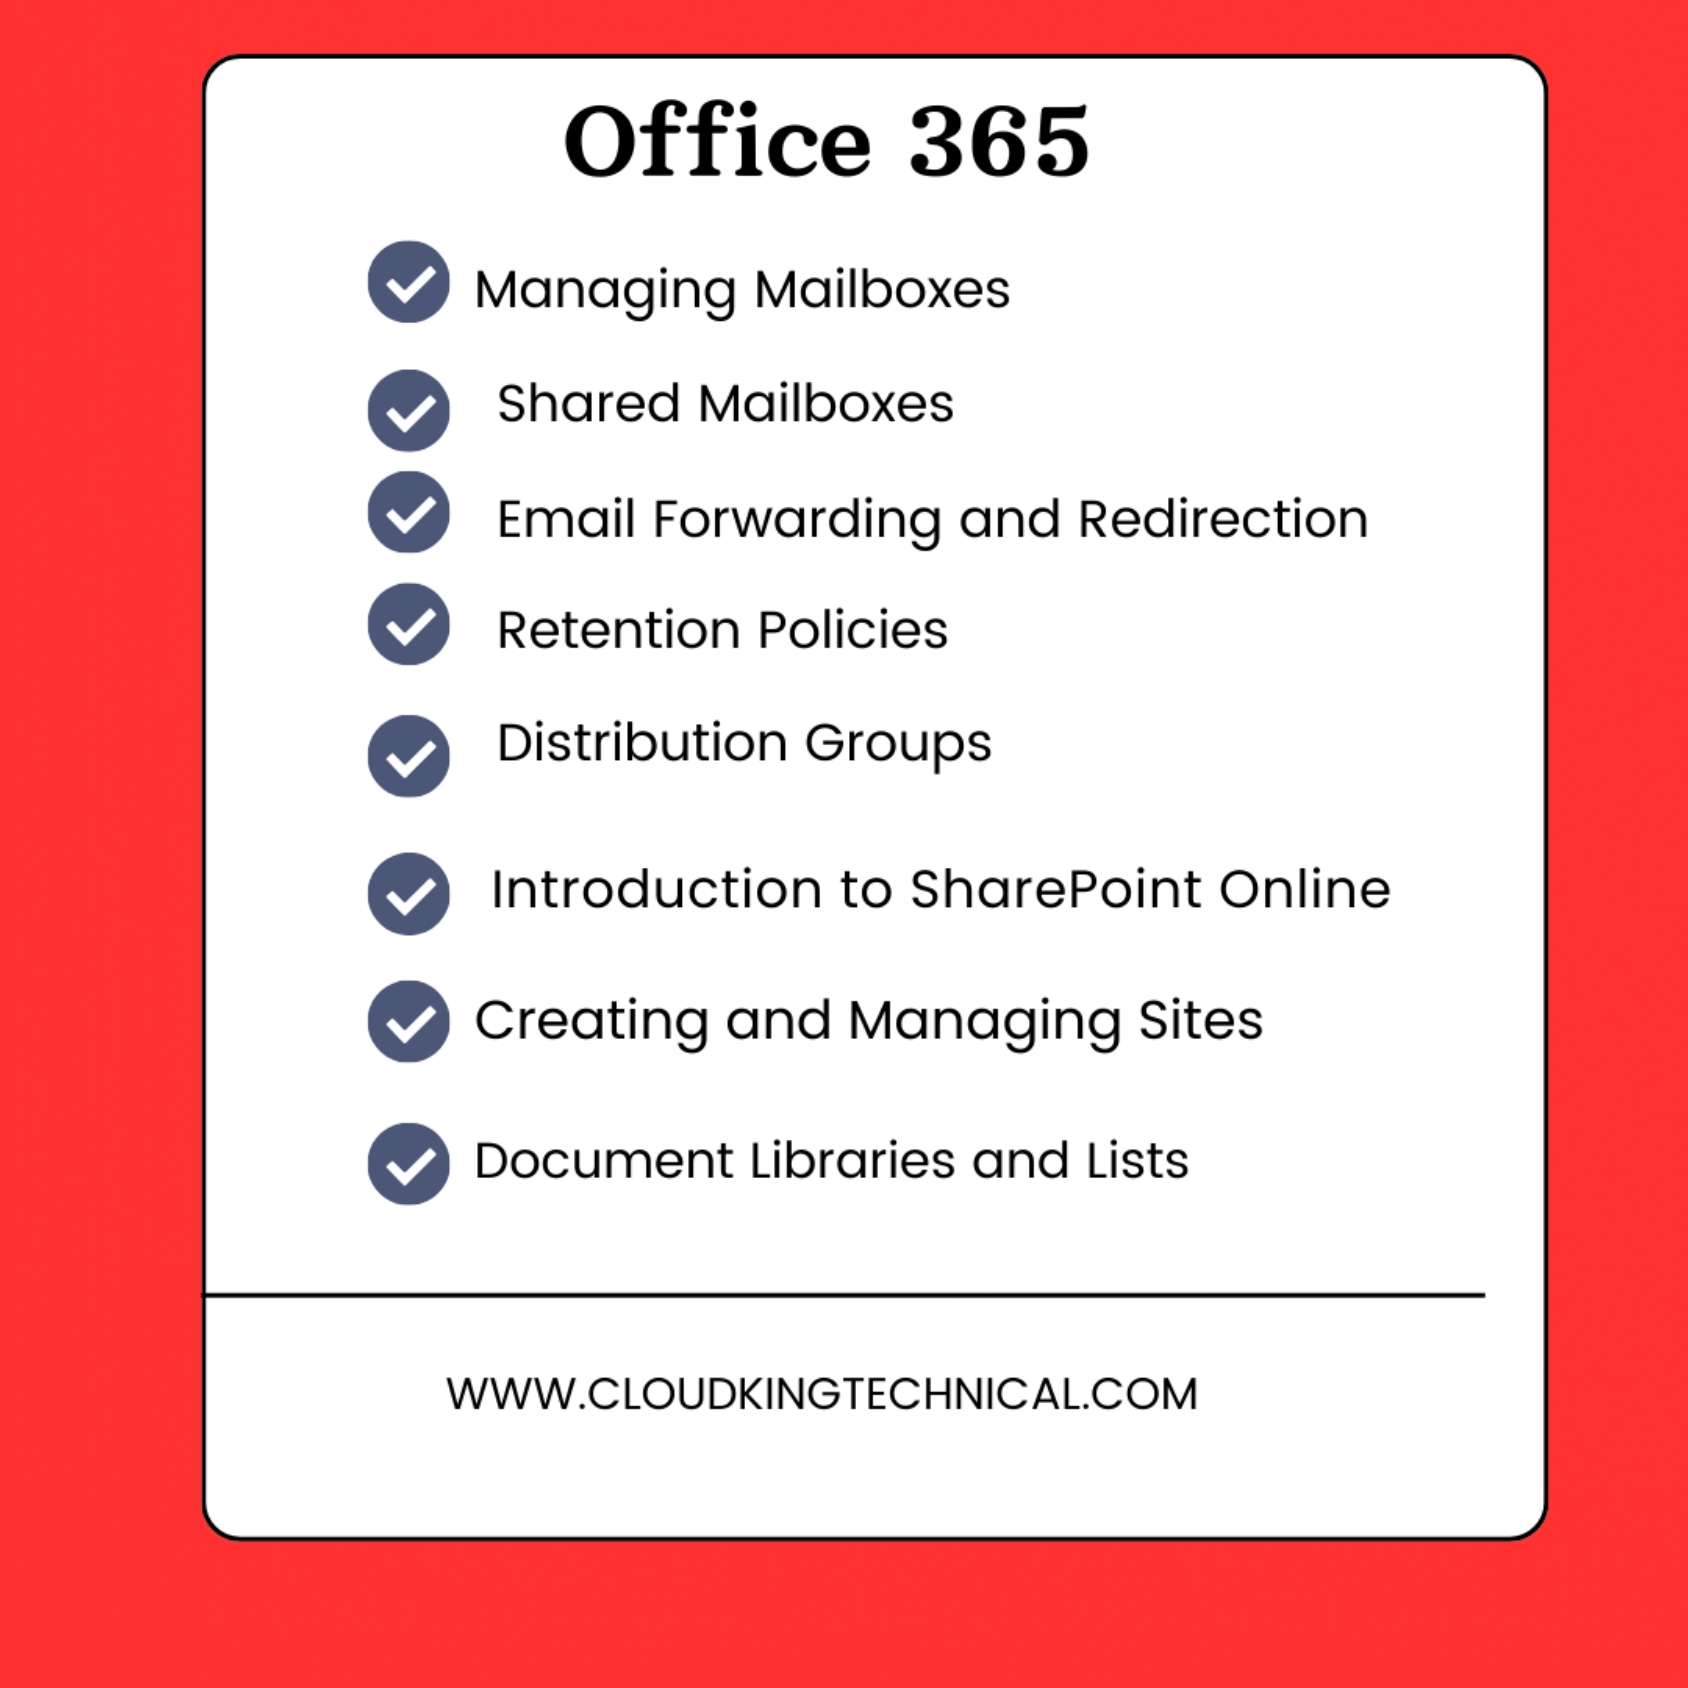 Office 365
Managing Mailboxes
Shared Mailboxes
Email Forwarding and Redirection
Retention Policies
Distribution Groups
Introduction to SharePoint Online
Creating and Managing Sites
Document Libraries and Lists
WWW.CLOUDKINGTECHNICAL.COM